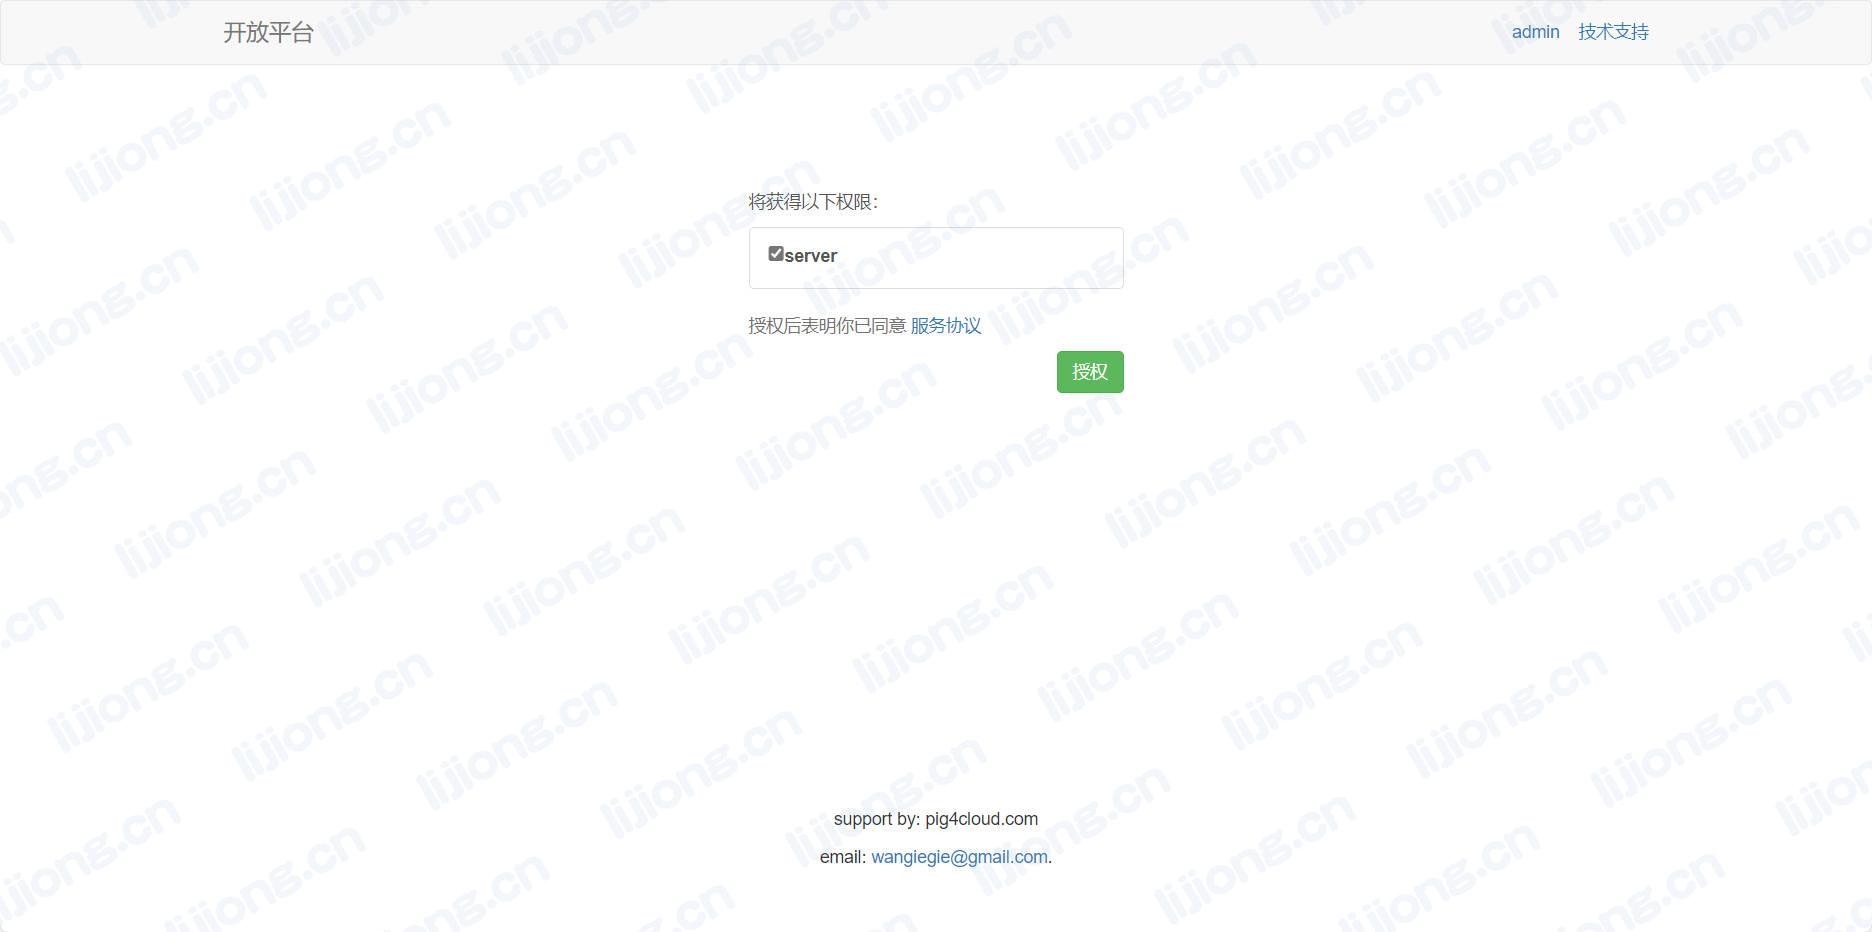 开放平台
admin 技术支持
将获得以下权限：
server
授权后表明你已同意 服务协议
授权
support by: pig4cloud.com
email: wangiegie@gmail.com.
lijiong.cn